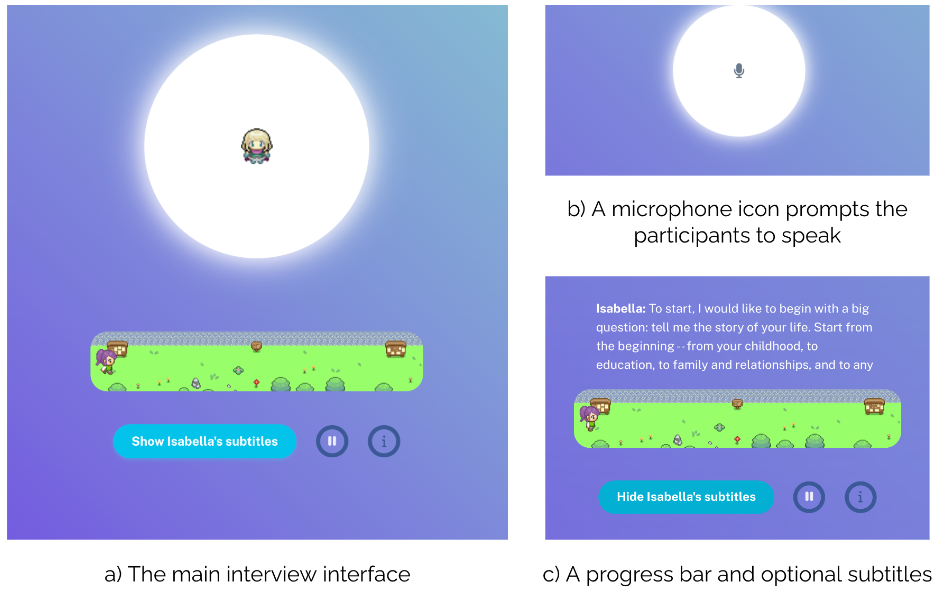 Show Isabella's subtitles
i
a) The main interview interface
b) A microphone icon prompts the
participants to speak
Isabella: To start, I would like to begin with a big
question: tell me the story of your life. Start from
the beginning--from your childhood, to
education, to family and relationships, and to any
Hide Isabella's subtitles
i
c) A progress bar and optional subtitles